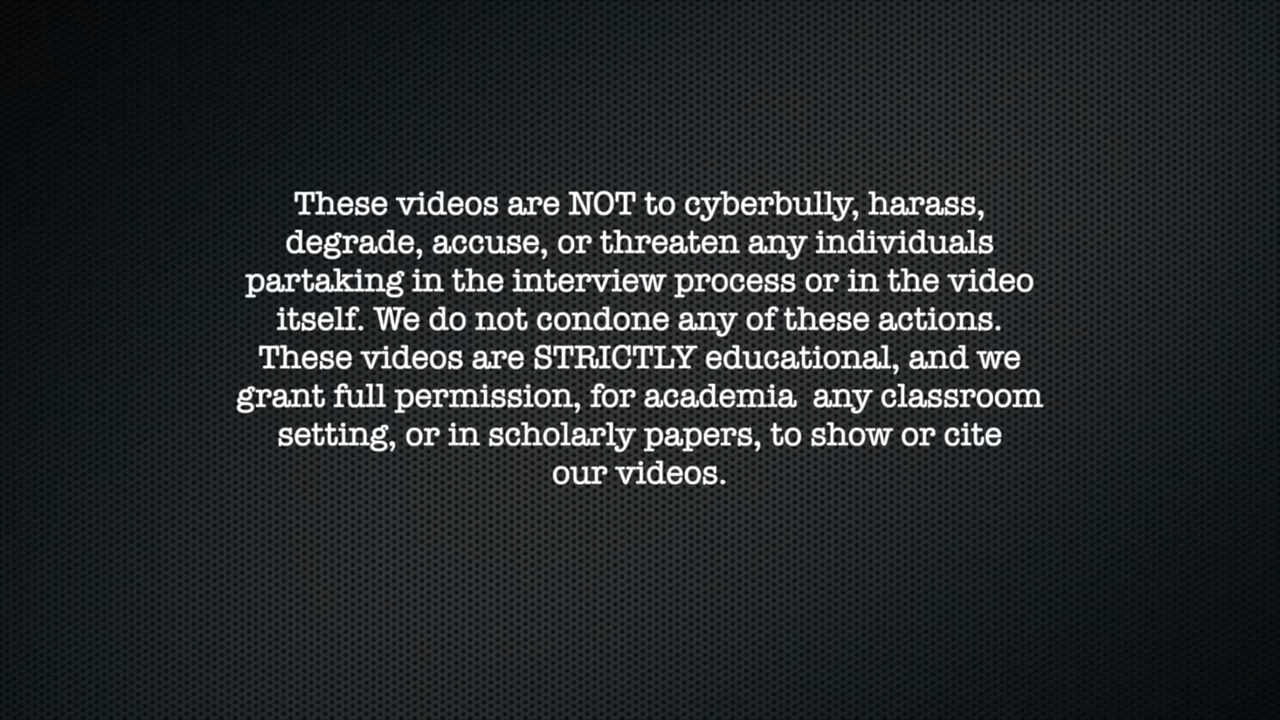 These videos are NOT to cyberbully, harass,
degrade, accuse, or threaten any individuals
partaking in the interview process or in the video
itself. We do not condone any of these actions.
These videos are STRICTLY educational, and we
grant full permission, for academia  any classroom
setting, or in scholarly papers, to show or cite
our videos.